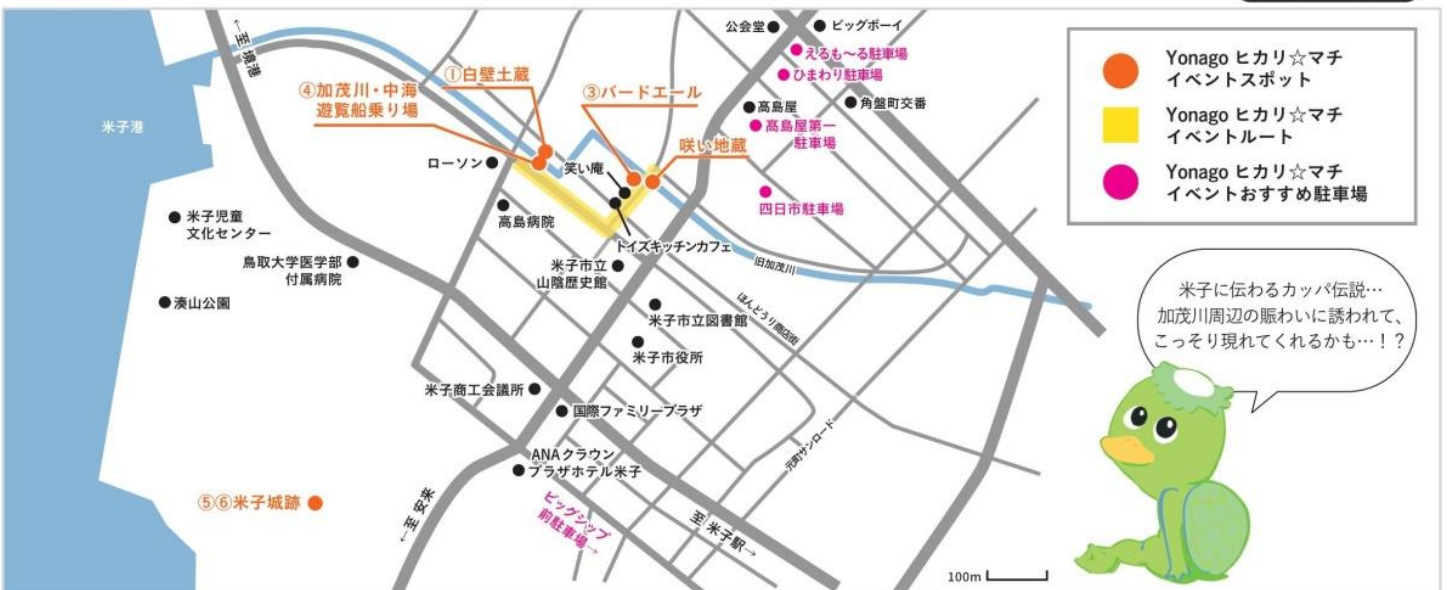 ←至 境港
米子港
④加茂川・中海
遊覧船乗り場
①白壁土蔵
③バードエール
咲い地蔵
公会堂
ビッグボーイ
えるも〜る駐車場
ひまわり駐車場
髙島屋
角盤町交番
髙島屋第一
駐車場
四日市駐車場
ローソン
笑い庵
高島病院
トイズキッチンカフェ
米子児童
文化センター
鳥取大学医学部
付属病院
湊山公園
米子市立
山陰歴史館
旧加茂川
ほんどうり商店街
米子市立図書館
米子市役所
米子商工会議所
国際ファミリープラザ
元町サンロード
ANAクラウン
プラザホテル米子
⑤⑥米子城跡
←至 安来
ビッグシップ
前駐車場→
至 米子駅→
100m
Yonago ヒカリ☆マチ
イベントスポット
Yonago ヒカリ☆マチ
イベントルート
Yonago ヒカリ☆マチ
イベントおすすめ駐車場
米子に伝わるカッパ伝説…
加茂川周辺の賑わいに誘われて、
こっそり現れてくれるかも…！？